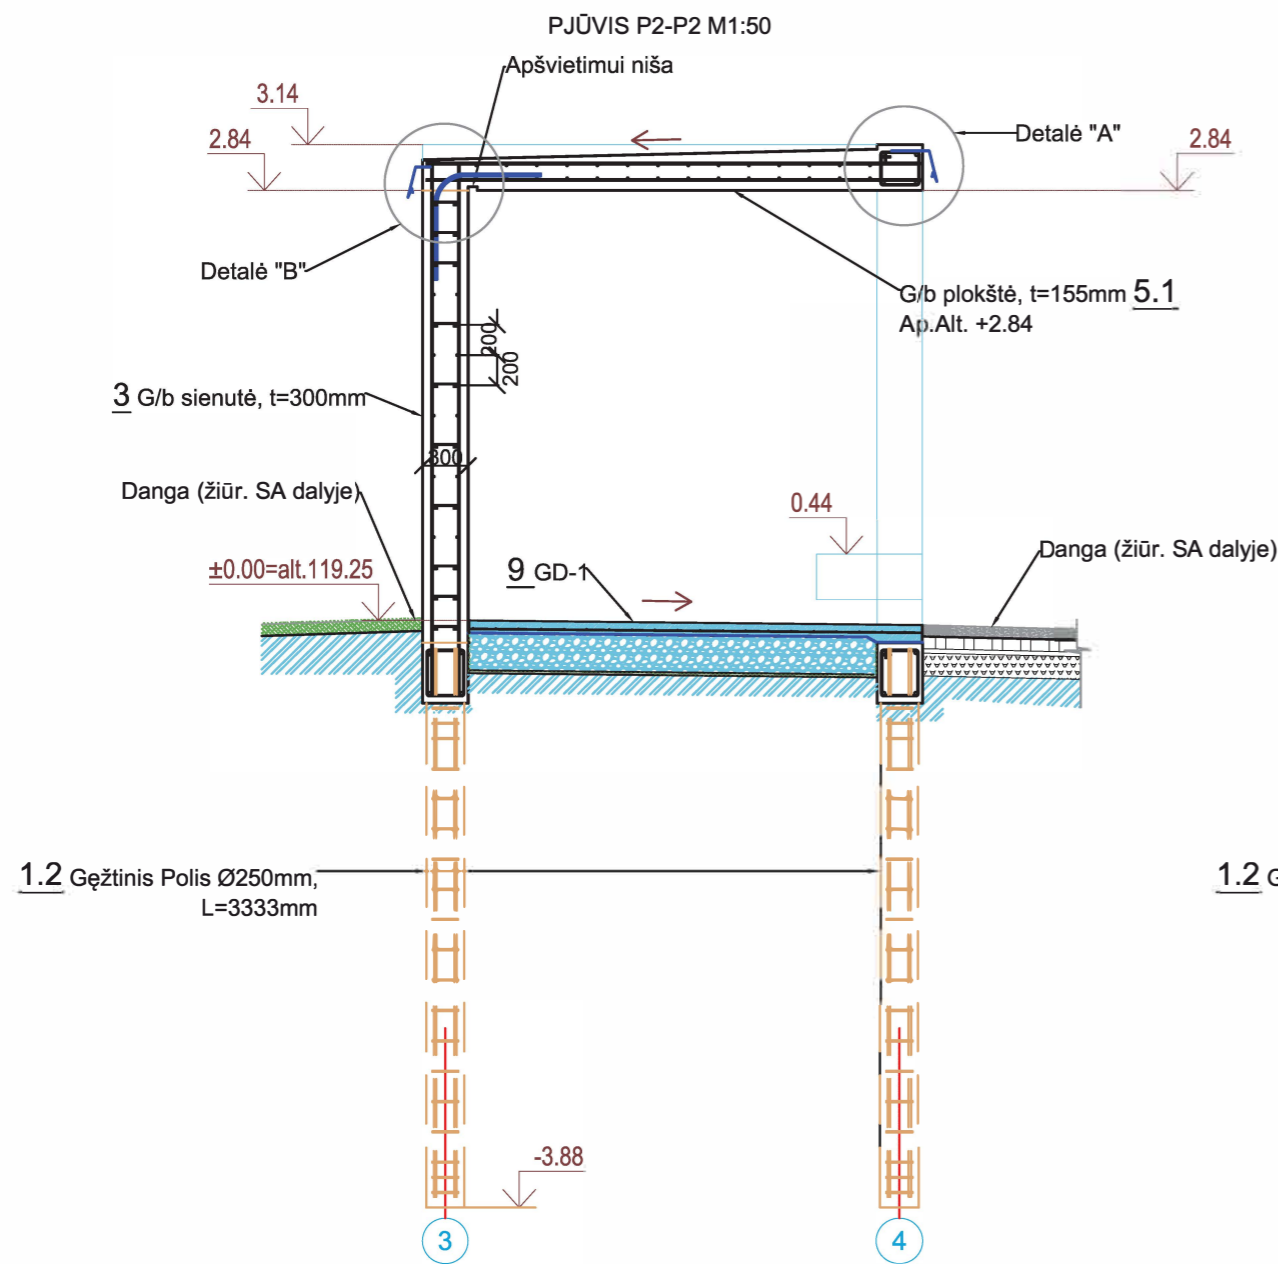 PJŪVIS P2-P2 M1:50
Apšvietimui niša
3.14
2.84
Detalė "A"
2.84
Detalė "B"
G/b plokštė, t=155mm 5.1
Ap.Alt. +2.84
200
200
3 G/b sienutė, t=300mm
300
Danga (žiūr. SA dalyje)
0.44
Danga (žiūr. SA dalyje)
±0.00=alt.119.25
9 GD-1
1.2 Gęžtinis Polis Ø250mm,
L=3333mm
1.2 G
-3.88
3
4